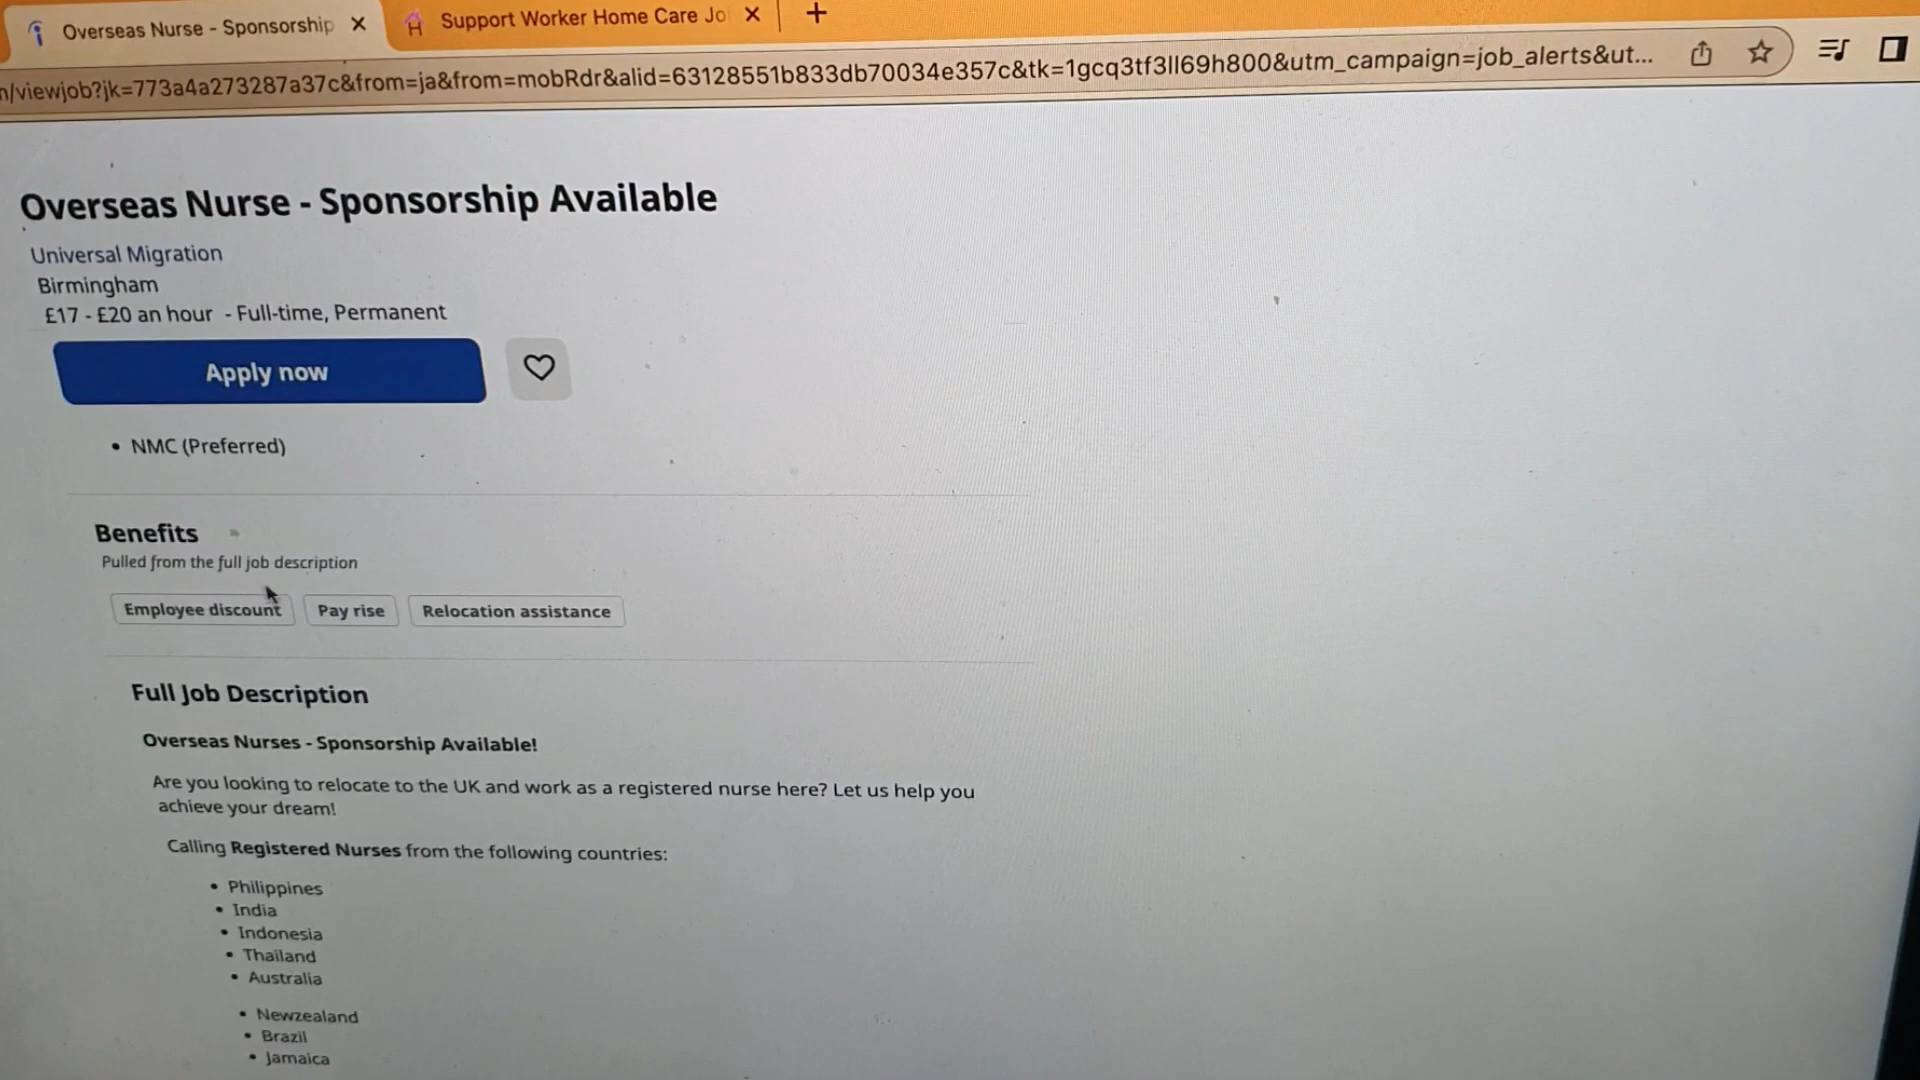 Overseas Nurse - Sponsorship
Support Worker Home Care Jo
n/viewjob?jk=773a4a273287a37c&from=ja&from=mobRdr&alid=63128551b833db70034e357c&tk=1gcq3tf3ll69h800&utm_campaign=job_alerts&ut...
Overseas Nurse - Sponsorship Available
Universal Migration
Birmingham
£17 - £20 an hour - Full-time, Permanent
Apply now
• NMC (Preferred)
Benefits
Pulled from the full job description
Employee discount Pay rise Relocation assistance
Full Job Description
Overseas Nurses - Sponsorship Available!
Are you looking to relocate to the UK and work as a registered nurse here? Let us help you
achieve your dream!
Calling Registered Nurses from the following countries:
• Philippines
• India
• Indonesia
• Thailand
• Australia
• Newzealand
• Brazil
• Jamaica